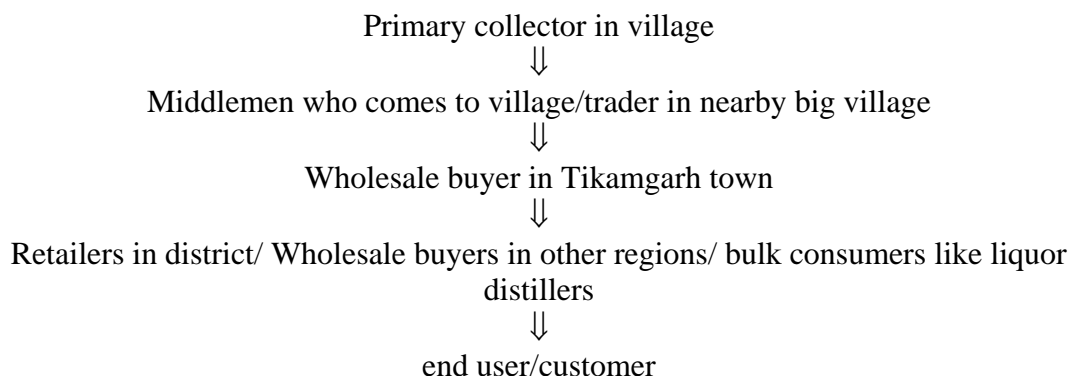 Primary collector in village
⇓
Middlemen who comes to village/trader in nearby big village
⇓
Wholesale buyer in Tikamgarh town
⇓
Retailers in district/ Wholesale buyers in other regions/ bulk consumers like liquor
distillers
⇓
end user/customer